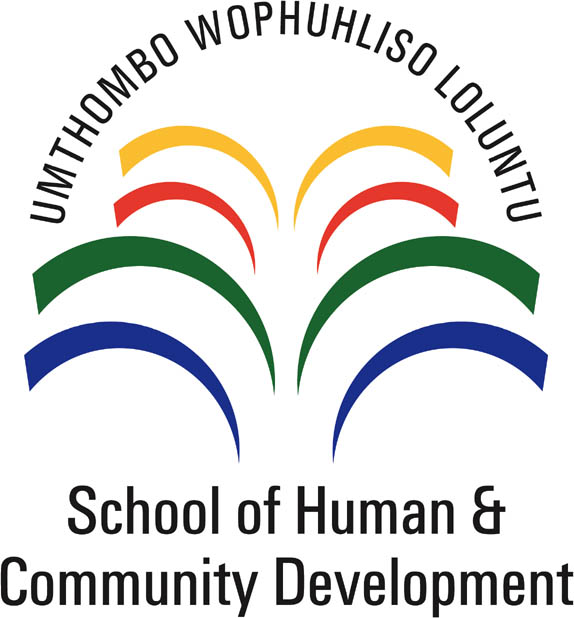 UMTHOMBO WOPHUHLISO LOLUNTU
School of Human &
Community Development